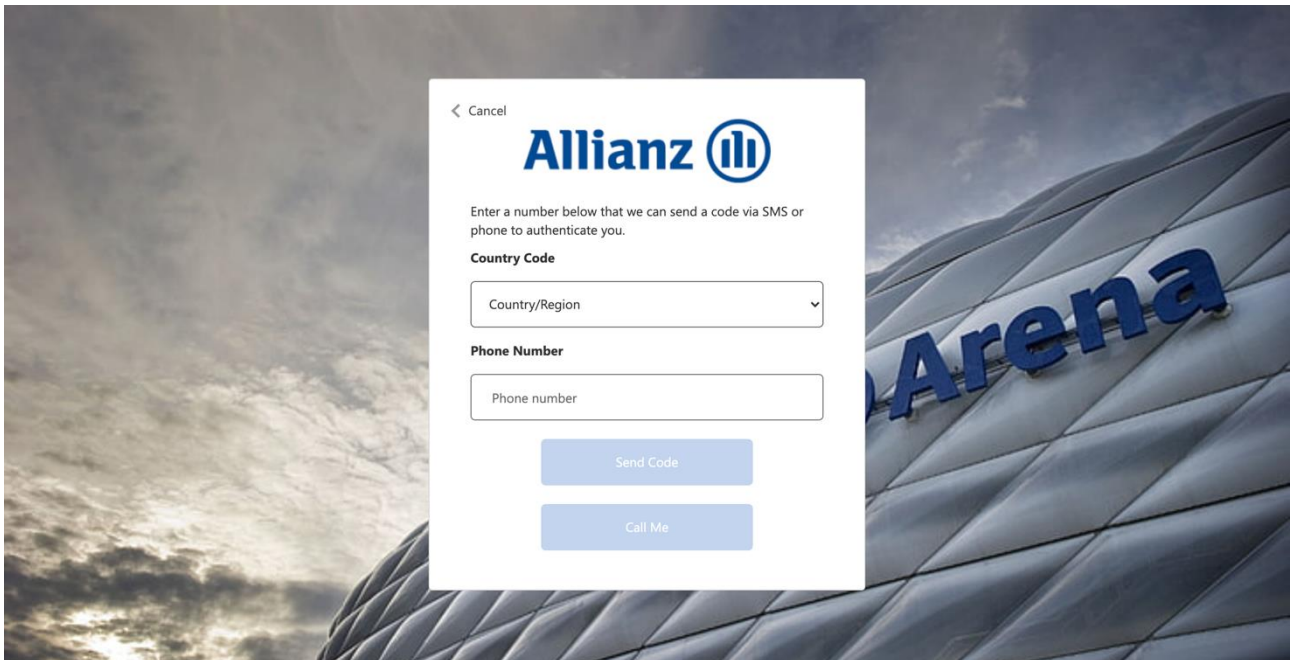 Cancel
Allianz
Enter a number below that we can send a code via SMS or
phone to authenticate you.
Country Code
Country/Region
Phone Number
Phone number
Send Code
Call Me
Arena